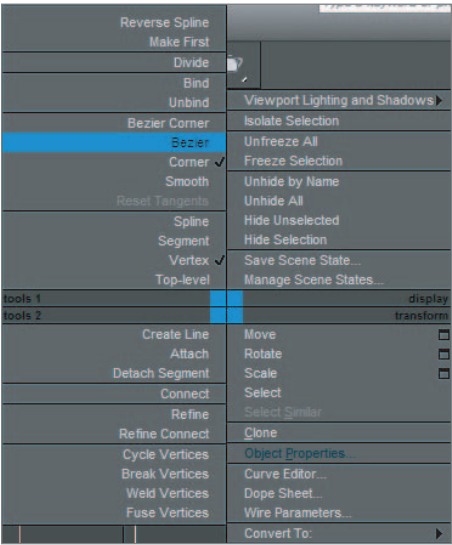 Reverse Spline
Make First
Divide
Bind
Unbind
Bezier Corner
Bezier
Corner
Smooth
Reset Tangents
Spline
Segment
Vertex
Top-level
tools 1
tools 2
Create Line
Attach
Detach Segment
Connect
Refine
Refine Connect
Cycle Vertices
Break Vertices
Weld Vertices
Fuse Vertices
Viewport Lighting and Shadows
Isolate Selection
Unfreeze All
Freeze Selection
Unhide by Name
Unhide All
Hide Unselected
Hide Selection
Save Scene State...
Manage Scene States...
display
transform
Move
Rotate
Scale
Select
Select Similar
Clone
Object Properties...
Curve Editor...
Dope Sheet...
Wire Parameters...
Convert To: